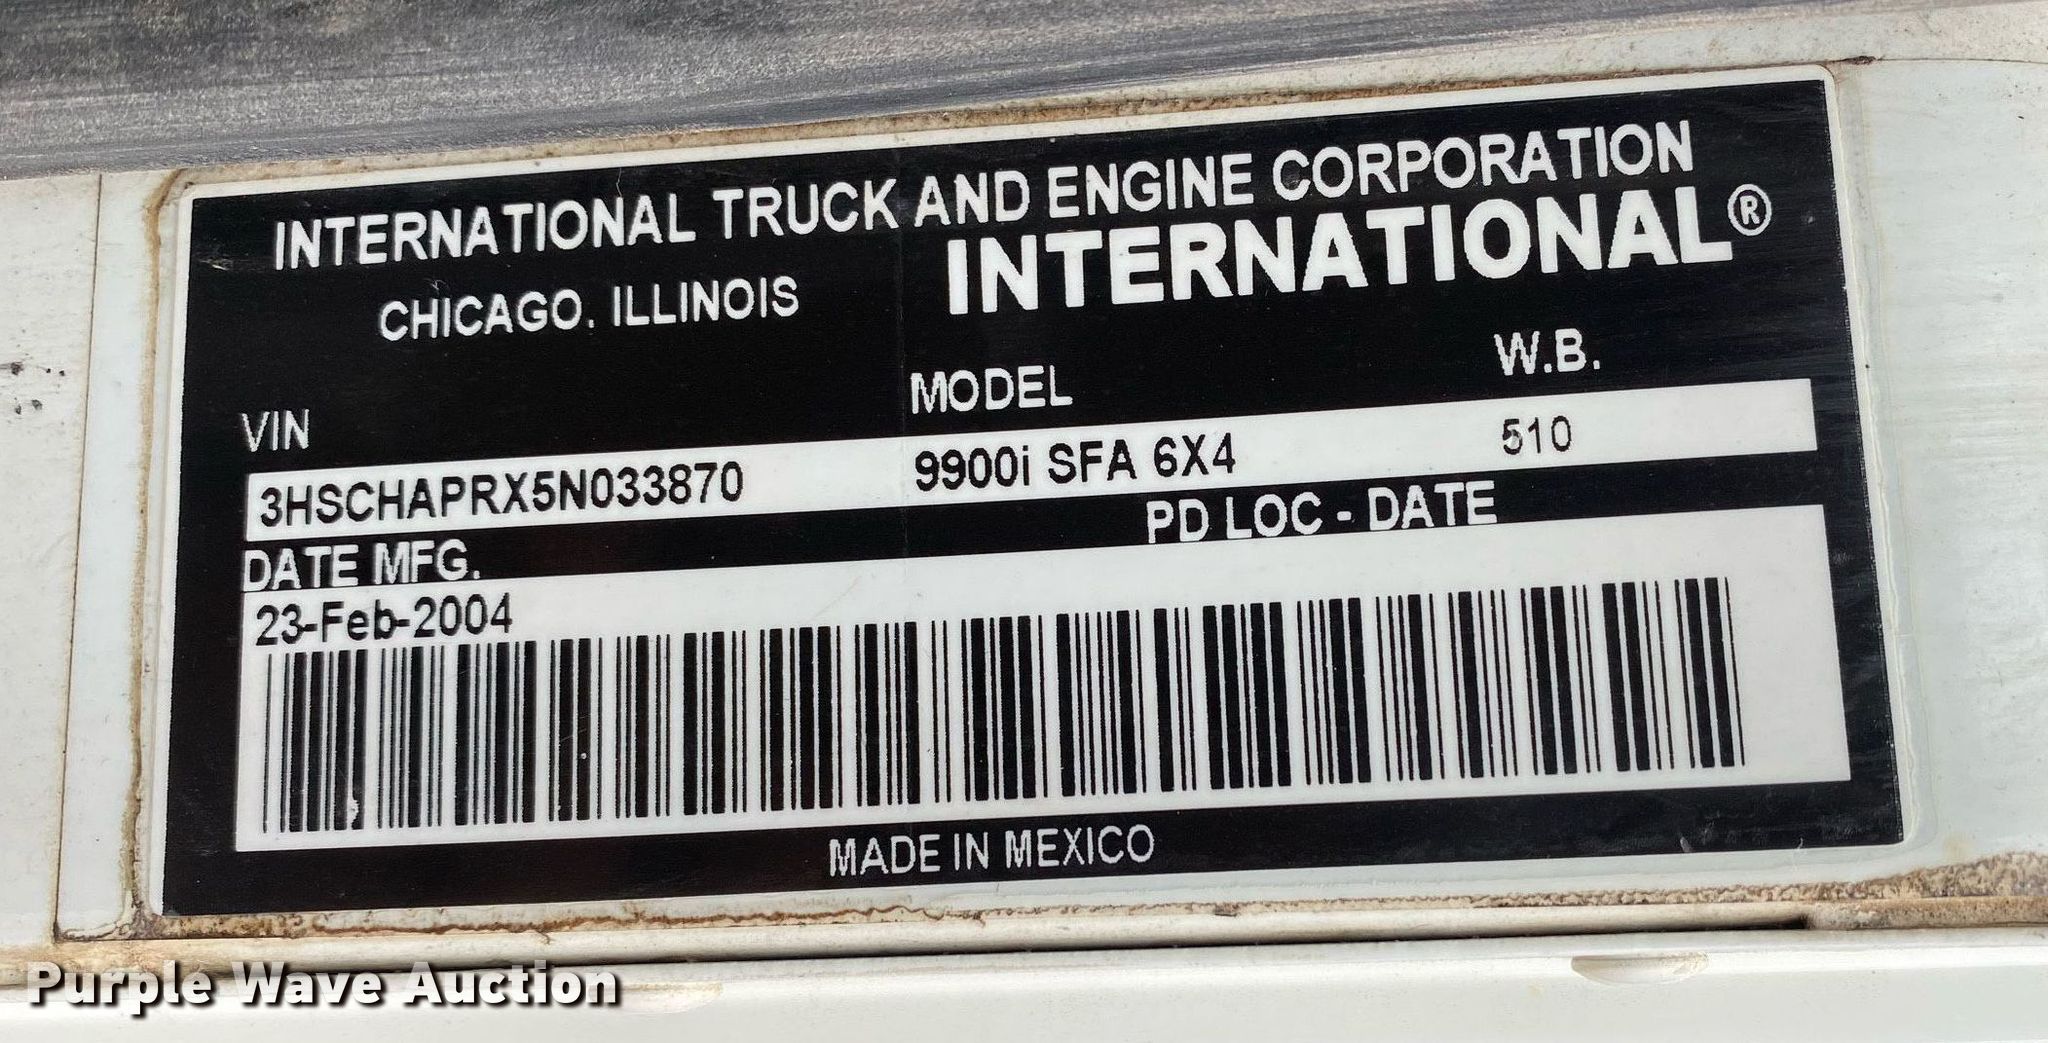 INTERNATIONAL TRUCK AND ENGINE CORPORATION
CHICAGO, ILLINOIS
INTERNATIONAL®
VIN MODEL W.B.
3HSCHAPRX5N033870 9900i SFA 6X4 510
DATE MFG. PD LOC - DATE
23-Feb-2004
MADE IN MEXICO
Purple Wave Auction